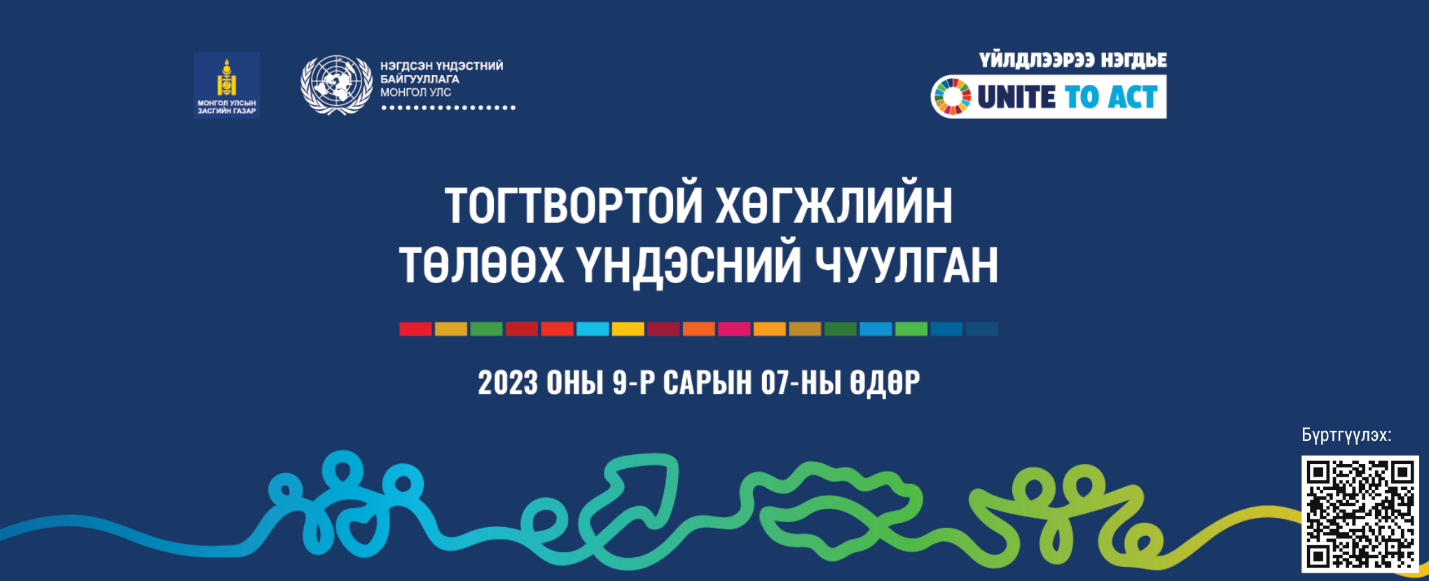 МОНГОЛ УЛСЫН
ЗАСГИЙН ГАЗАР
НЭГДСЭН ҮНДЭСТНИЙ
БАЙГУУЛЛАГА
МОНГОЛ УЛС
ҮЙЛДЛЭЭРЭЭ НЭГДЬЕ
UNITE TO ACT
ТОГТВОРТОЙ ХӨГЖЛИЙН
ТӨЛӨӨХ ҮНДЭСНИЙ ЧУУЛГАН
2023 ОНЫ 9-Р САРЫН 07-НЫ ӨДӨР
Бүртгүүлэх: